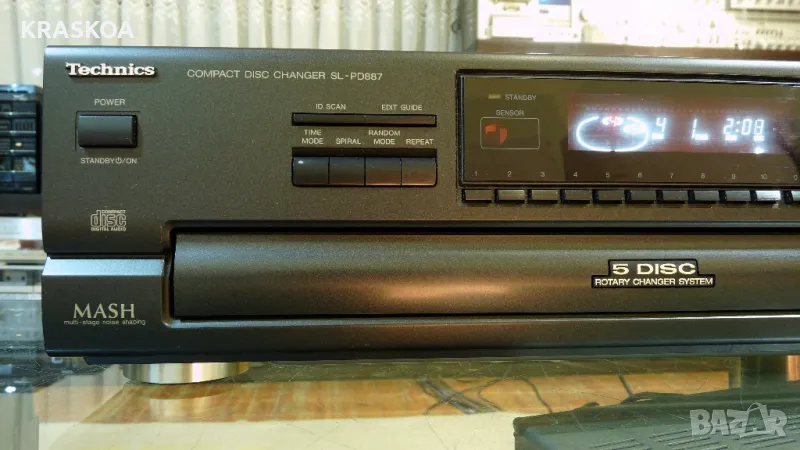 KRASKOA
Technics
COMPACT DISC CHANGER SL-PD887
POWER
STANDBY⏻/ON
ID SCAN EDIT GUIDE
TIME MODE SPIRAL RANDOM MODE REPEAT
STANDBY
SENSOR
4 1 2:08
1 2 3 4 5 6 7 8 9 10
COMPACT
disc
DIGITAL AUDIO
5 DISC
ROTARY CHANGER SYSTEM
MASH
multi-stage noise shaping
BAZAR